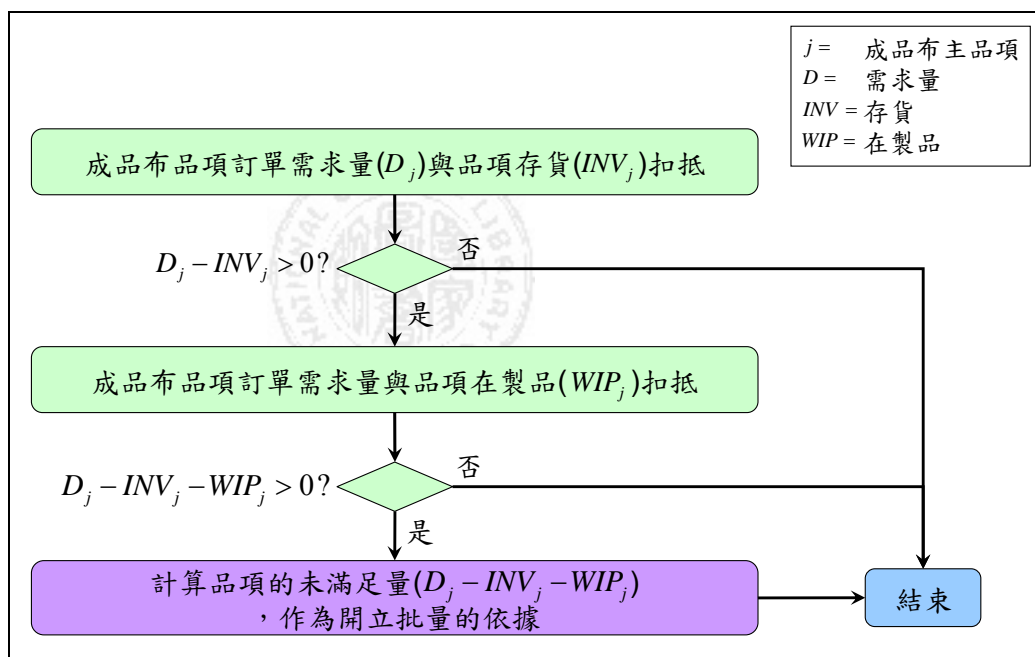 j = 成品布主品項
D = 需求量
INV = 存貨
WIP = 在製品
成品布品項訂單需求量(D_j)與品項存貨(INV_j)扣抵
D_j − INV_j > 0?
否
是
成品布品項訂單需求量與品項在製品(WIP_j)扣抵
D_j − INV_j − WIP_j > 0?
否
是
計算品項的未滿足量(D_j − INV_j − WIP_j)
，作為開立批量的依據
結束